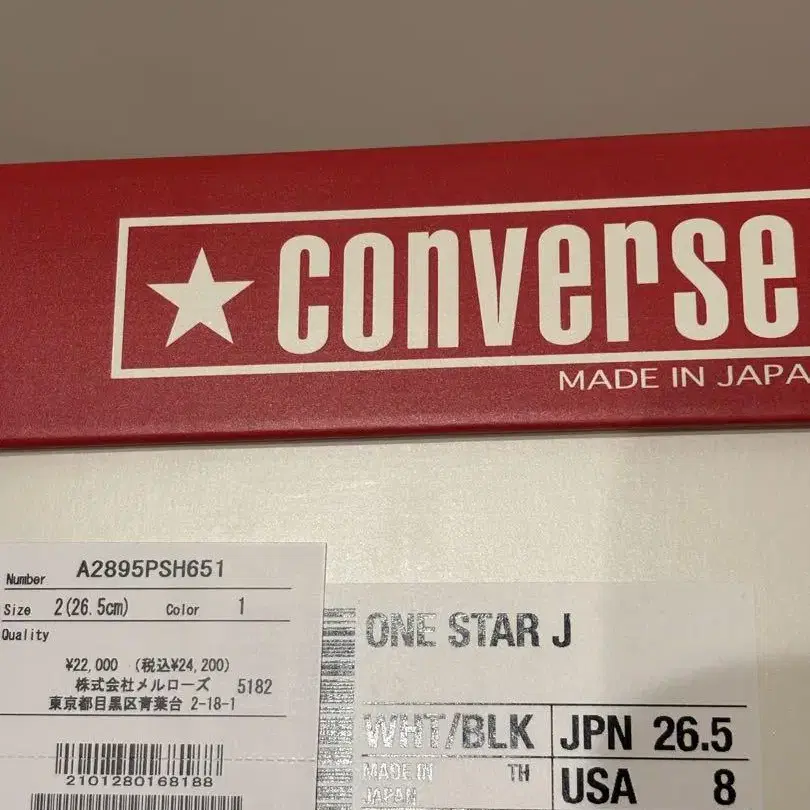 ★ converse
MADE IN JAPA
Number A2895PSH651
Size 2(26.5cm) Color 1
Quality
¥22,000 (税込¥24,200)
株式会社メルローズ 5182
東京都目黒区青葉台 2-18-1
2101280168188
ONE STAR J
WHT/BLK JPN 26.5
MADE IN JAPAN TH USA 8